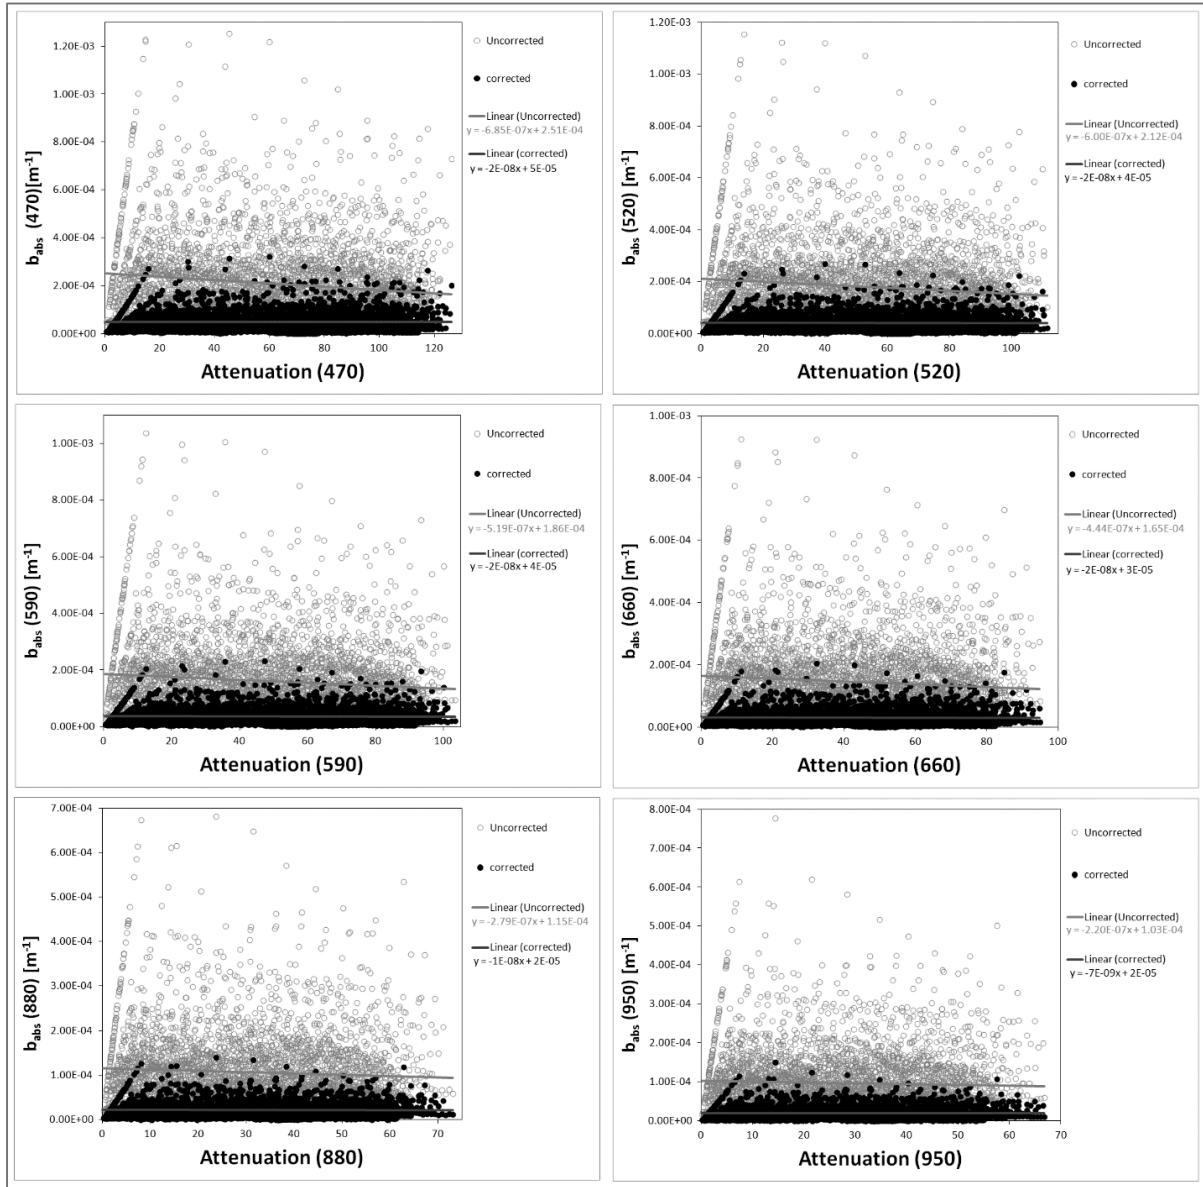 1.20E-03
1.00E-03
8.00E-04
6.00E-04
4.00E-04
2.00E-04
0.00E+00
b_abs (470)[m⁻¹]
0 20 40 60 80 100 120
Attenuation (470)
Uncorrected
corrected
Linear (Uncorrected)
y = -6.85E-07x + 2.51E-04
Linear (corrected)
y = -2E-08x + 5E-05
1.20E-03
1.00E-03
8.00E-04
6.00E-04
4.00E-04
2.00E-04
0.00E+00
b_abs (520) [m⁻¹]
0 20 40 60 80 100
Attenuation (520)
Uncorrected
corrected
Linear (Uncorrected)
y = -6.00E-07x + 2.12E-04
Linear (corrected)
y = -2E-08x + 4E-05
1.00E-03
8.00E-04
6.00E-04
4.00E-04
2.00E-04
0.00E+00
b_abs (590) [m⁻¹]
0 20 40 60 80 100
Attenuation (590)
Uncorrected
corrected
Linear (Uncorrected)
y = -5.19E-07x + 1.86E-04
Linear (corrected)
y = -2E-08x + 4E-05
1.00E-03
8.00E-04
6.00E-04
4.00E-04
2.00E-04
0.00E+00
b_abs (660) [m⁻¹]
0 20 40 60 80 100
Attenuation (660)
Uncorrected
corrected
Linear (Uncorrected)
y = -4.44E-07x + 1.65E-04
Linear (corrected)
y = -2E-08x + 3E-05
7.00E-04
6.00E-04
5.00E-04
4.00E-04
3.00E-04
2.00E-04
1.00E-04
0.00E+00
b_abs (880) [m⁻¹]
0 10 20 30 40 50 60 70
Attenuation (880)
Uncorrected
corrected
Linear (Uncorrected)
y = -2.79E-07x + 1.15E-04
Linear (corrected)
y = -1E-08x + 2E-05
8.00E-04
7.00E-04
6.00E-04
5.00E-04
4.00E-04
3.00E-04
2.00E-04
1.00E-04
0.00E+00
b_abs (950) [m⁻¹]
0 10 20 30 40 50 60 70
Attenuation (950)
Uncorrected
corrected
Linear (Uncorrected)
y = -2.20E-07x + 1.03E-04
Linear (corrected)
y = -7E-09x + 2E-05